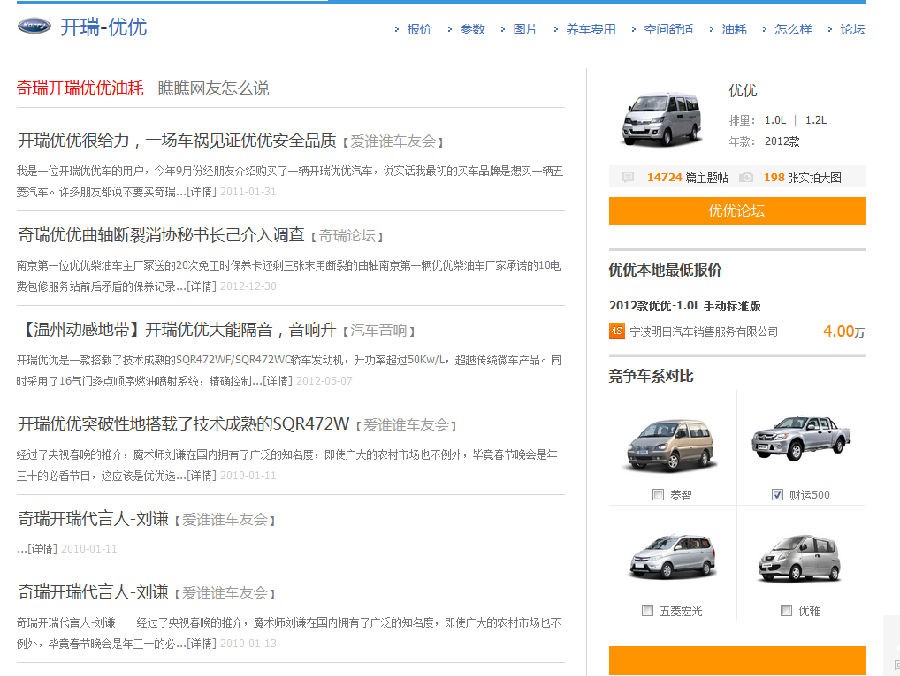 开瑞-优优
报价 参数 图片 养车费用 空间舒适 油耗 怎么样 论坛
奇瑞开瑞优优油耗 瞧瞧网友怎么说
开瑞优优很给力，一场车祸见证优优安全品质【爱谁谁车友会】
我是一位开瑞优优车的用户，今年9月份经朋友介绍购买了一辆开瑞优优汽车，说实话我最初的买车品牌是想买一辆五
菱汽车。许多朋友都说不要买奇瑞...[详情] 2011-01-31
奇瑞优优曲轴断裂消协秘书长已介入调查【奇瑞论坛】
南京第一位优优柴油车主厂家送的20次免工时保养卡还剩三张未用断裂的曲轴南京第一辆优优柴油车厂家承诺的10电
费包修服务站前后矛盾的保养记录...[详情] 2012-12-30
【温州动感地带】开瑞优优大能隔音，音响升【汽车音响】
开瑞优优是一款搭载了技术成熟的SQR472WF/SQR472WC轿车发动机，升功率超过50Kw/L，超越传统微车产品。同
时采用了16气门多点顺序燃油喷射系统；精确控制...[详情] 2012-05-07
开瑞优优突破性地搭载了技术成熟的SQR472W【爱谁谁车友会】
经过了央视春晚的推介，魔术师刘谦在国内拥有了广泛的知名度，即使广大的农村市场也不例外，毕竟春节晚会是年
三十的必备节目，这应该是优优选...[详情] 2010-01-11
奇瑞开瑞代言人-刘谦【爱谁谁车友会】
...[详情] 2010-01-11
奇瑞开瑞代言人-刘谦【爱谁谁车友会】
奇瑞开瑞代言人-刘谦 经过了央视春晚的推介，魔术师刘谦在国内拥有了广泛的知名度，即使广大的农村市场也不
例外，毕竟春节晚会是年三十的必...[详情] 2010-01-13
优优
排量： 1.0L | 1.2L
年款： 2012款
14724 篇主题帖 198 张实拍大图
优优论坛
优优本地最低报价
2012款优优-1.0L 手动标准版
4S 宁波明日汽车销售服务有限公司 4.00万
竞争车系对比
菱智 财运500
五菱宏光 优雅